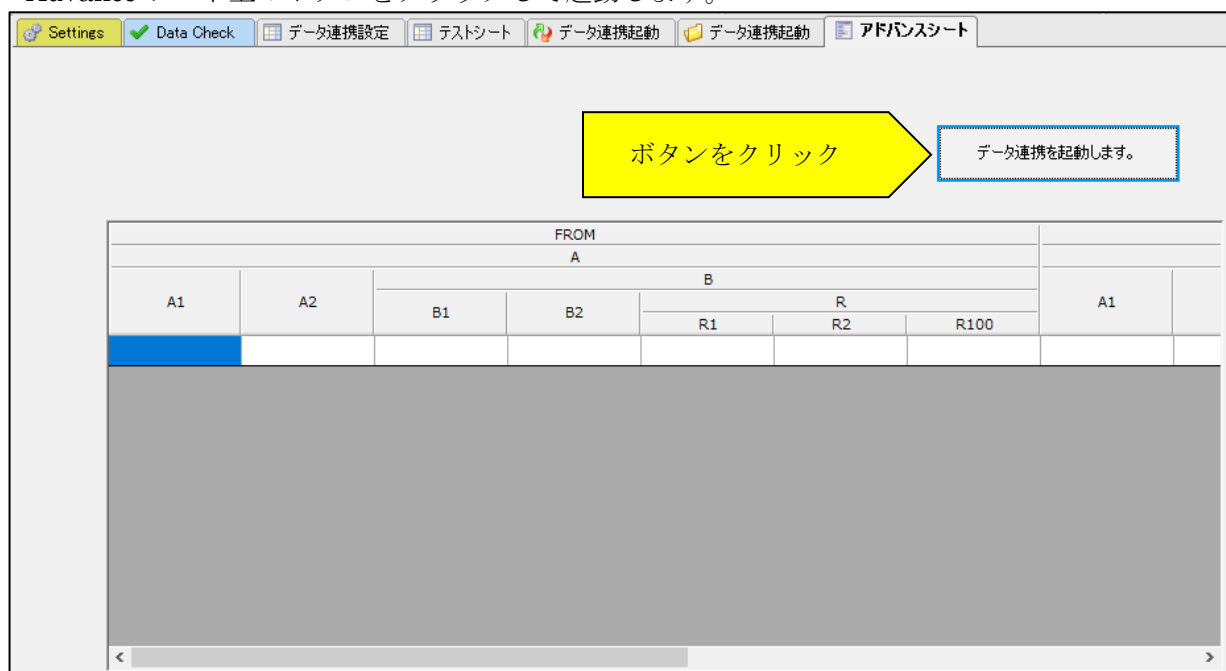 Settings Data Check データ連携設定 テストシート データ連携起動 データ連携起動 アドバンスシート
ボタンをクリック
データ連携を起動します。
FROM
A
B
A1 A2 B1 B2 R A1
R1 R2 R100